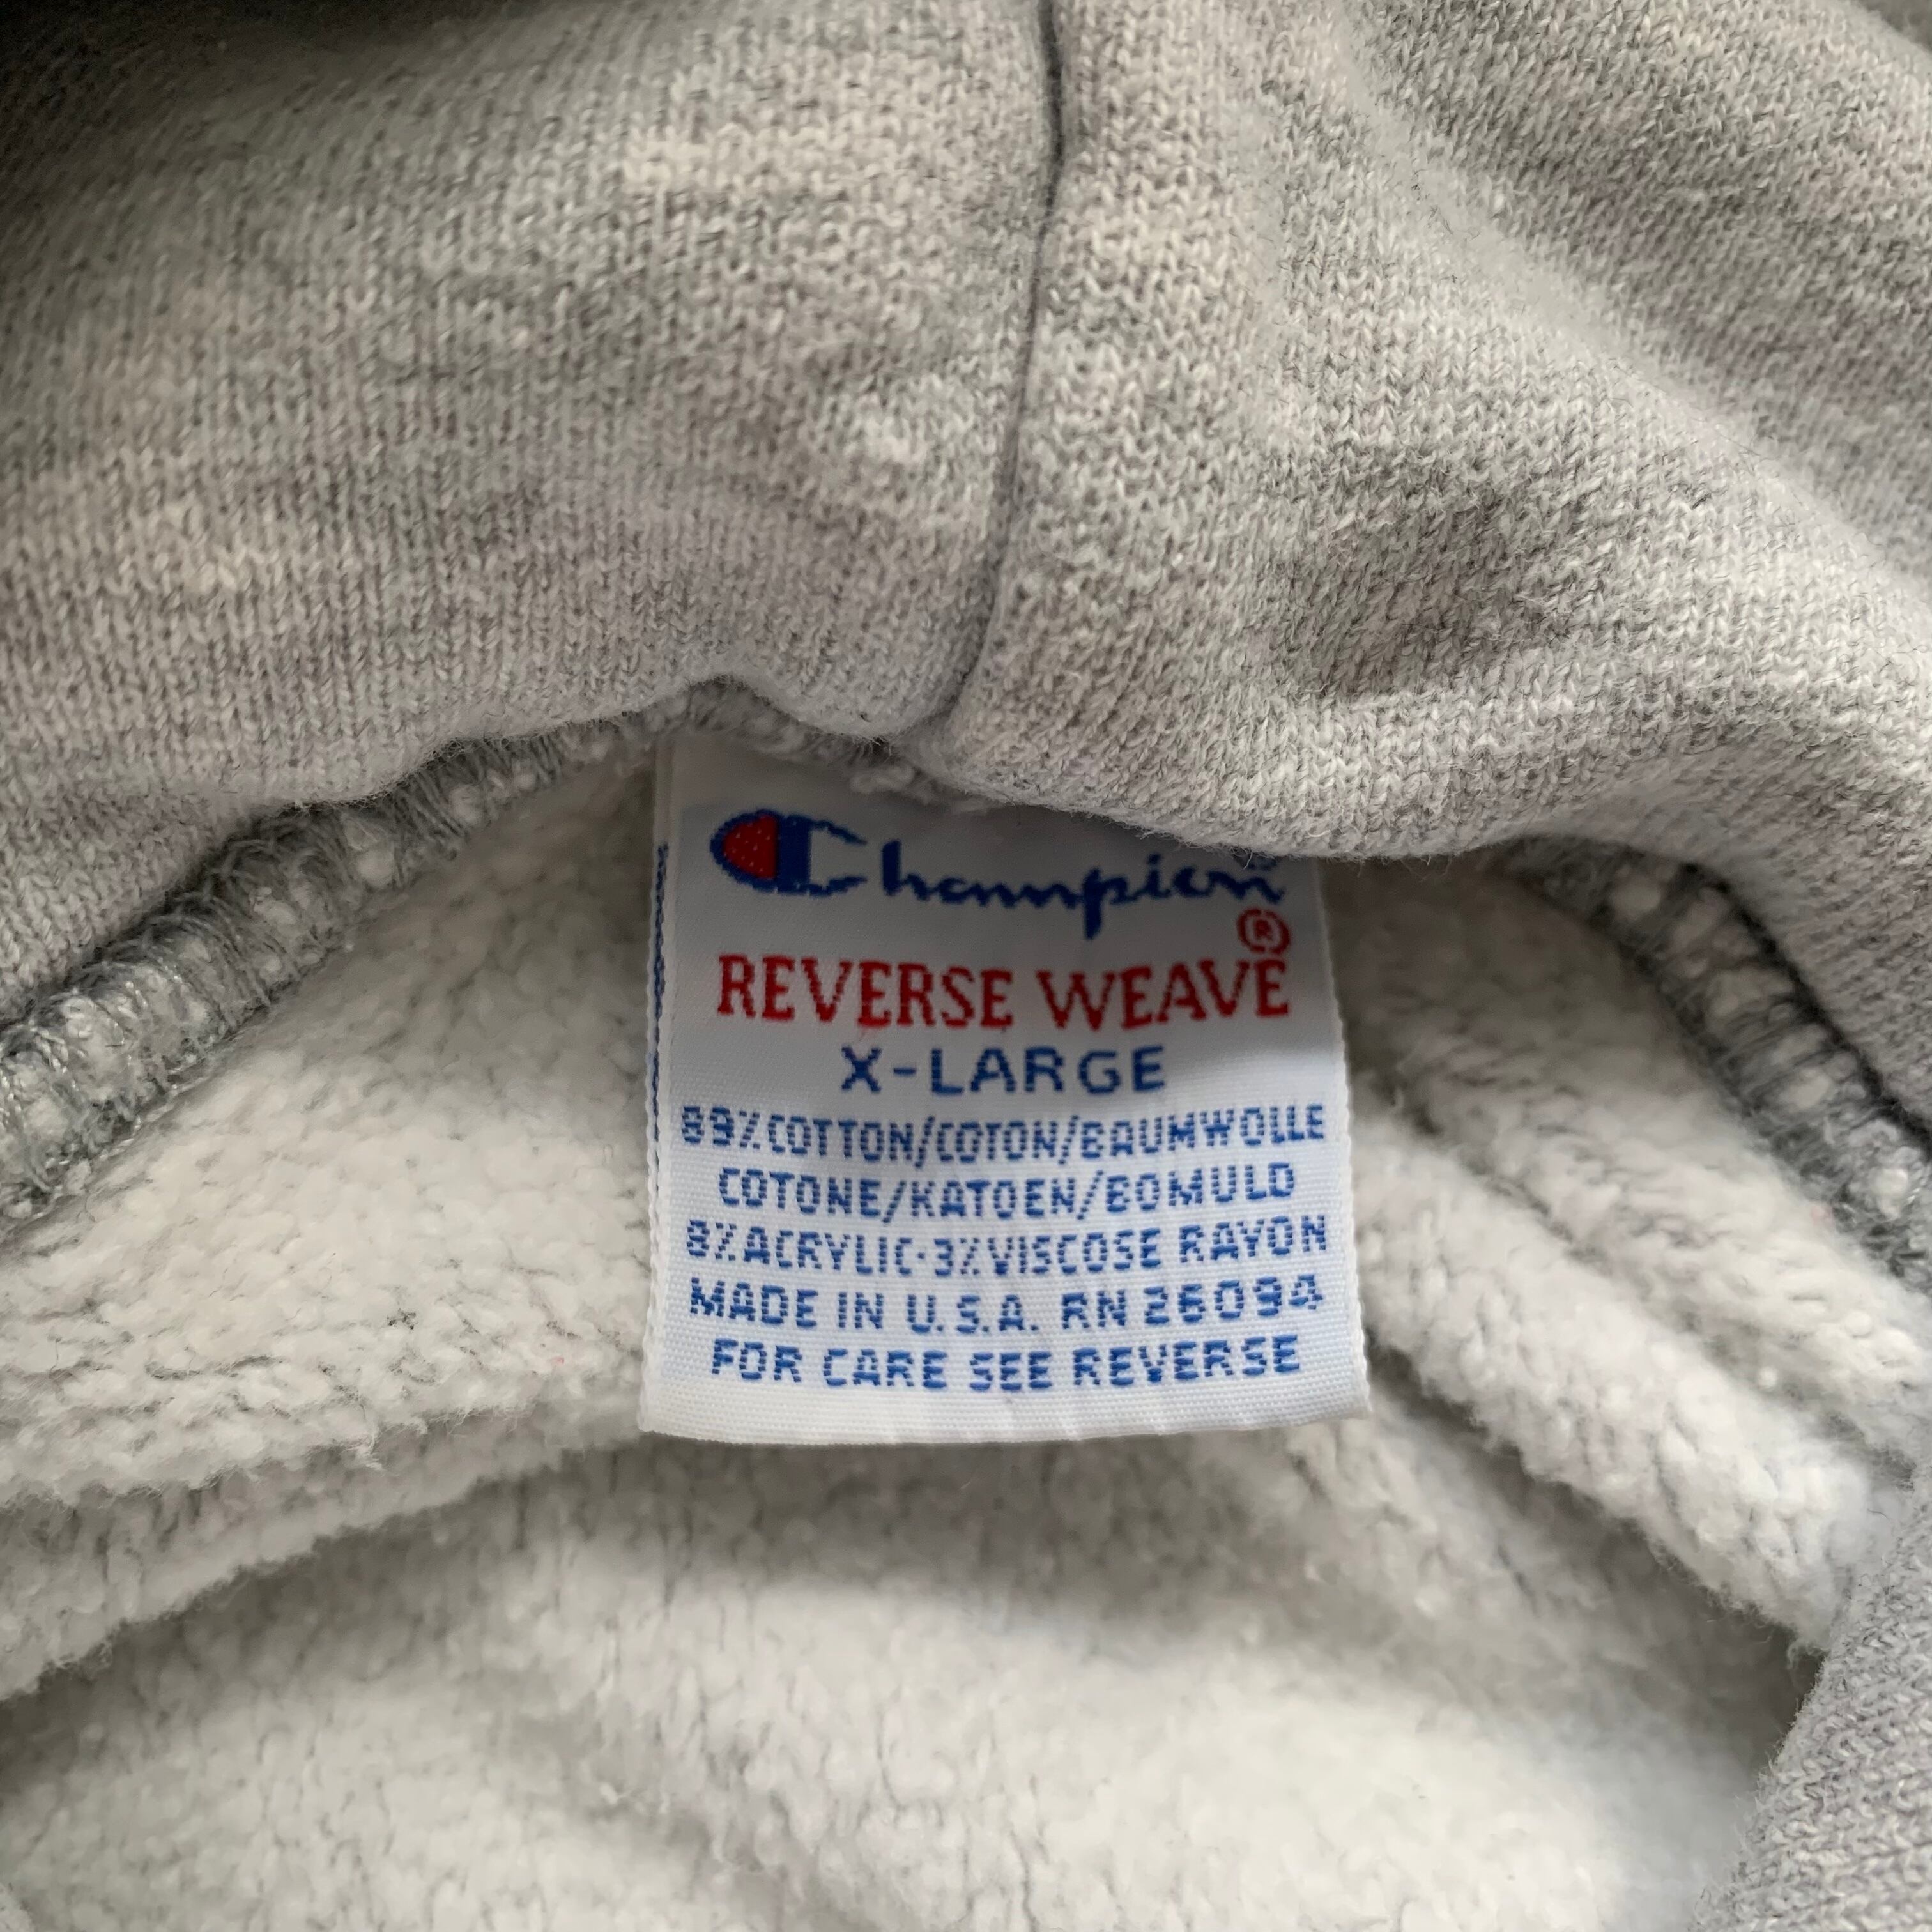 Champion
REVERSE WEAVE®
X-LARGE
89%COTTON/COTON/BAUMWOLLE
COTONE/KATOEN/BOMULD
8%ACRYLIC·3%VISCOSE RAYON
MADE IN U.S.A. RN 26094
FOR CARE SEE REVERSE